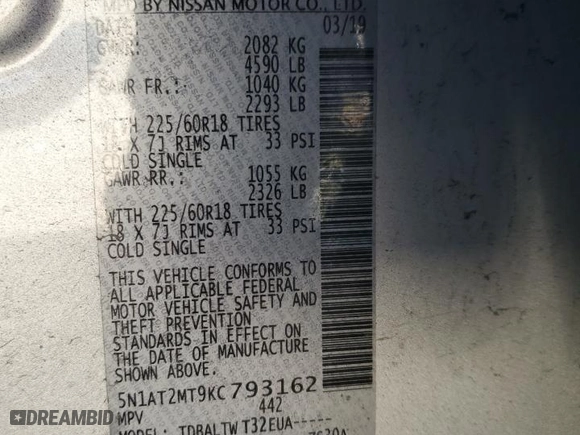 MFD BY NISSAN MOTOR CO., LTD.
DATE: 03/19
GVWR: 2082 KG
4590 LB
GAWR FR.: 1040 KG
2293 LB
WITH 225/60R18 TIRES
18 X 7J RIMS AT 33 PSI
COLD SINGLE
GAWR RR.: 1055 KG
2326 LB
WITH 225/60R18 TIRES
18 X 7J RIMS AT 33 PSI
COLD SINGLE
THIS VEHICLE CONFORMS TO
ALL APPLICABLE FEDERAL
MOTOR VEHICLE SAFETY AND
THEFT PREVENTION
STANDARDS IN EFFECT ON
THE DATE OF MANUFACTURE
SHOWN ABOVE.
5N1AT2MT9KC793162
MPV 442
MODEL: TDBALTW T32EUA-----
DEALERSHIPS.COM